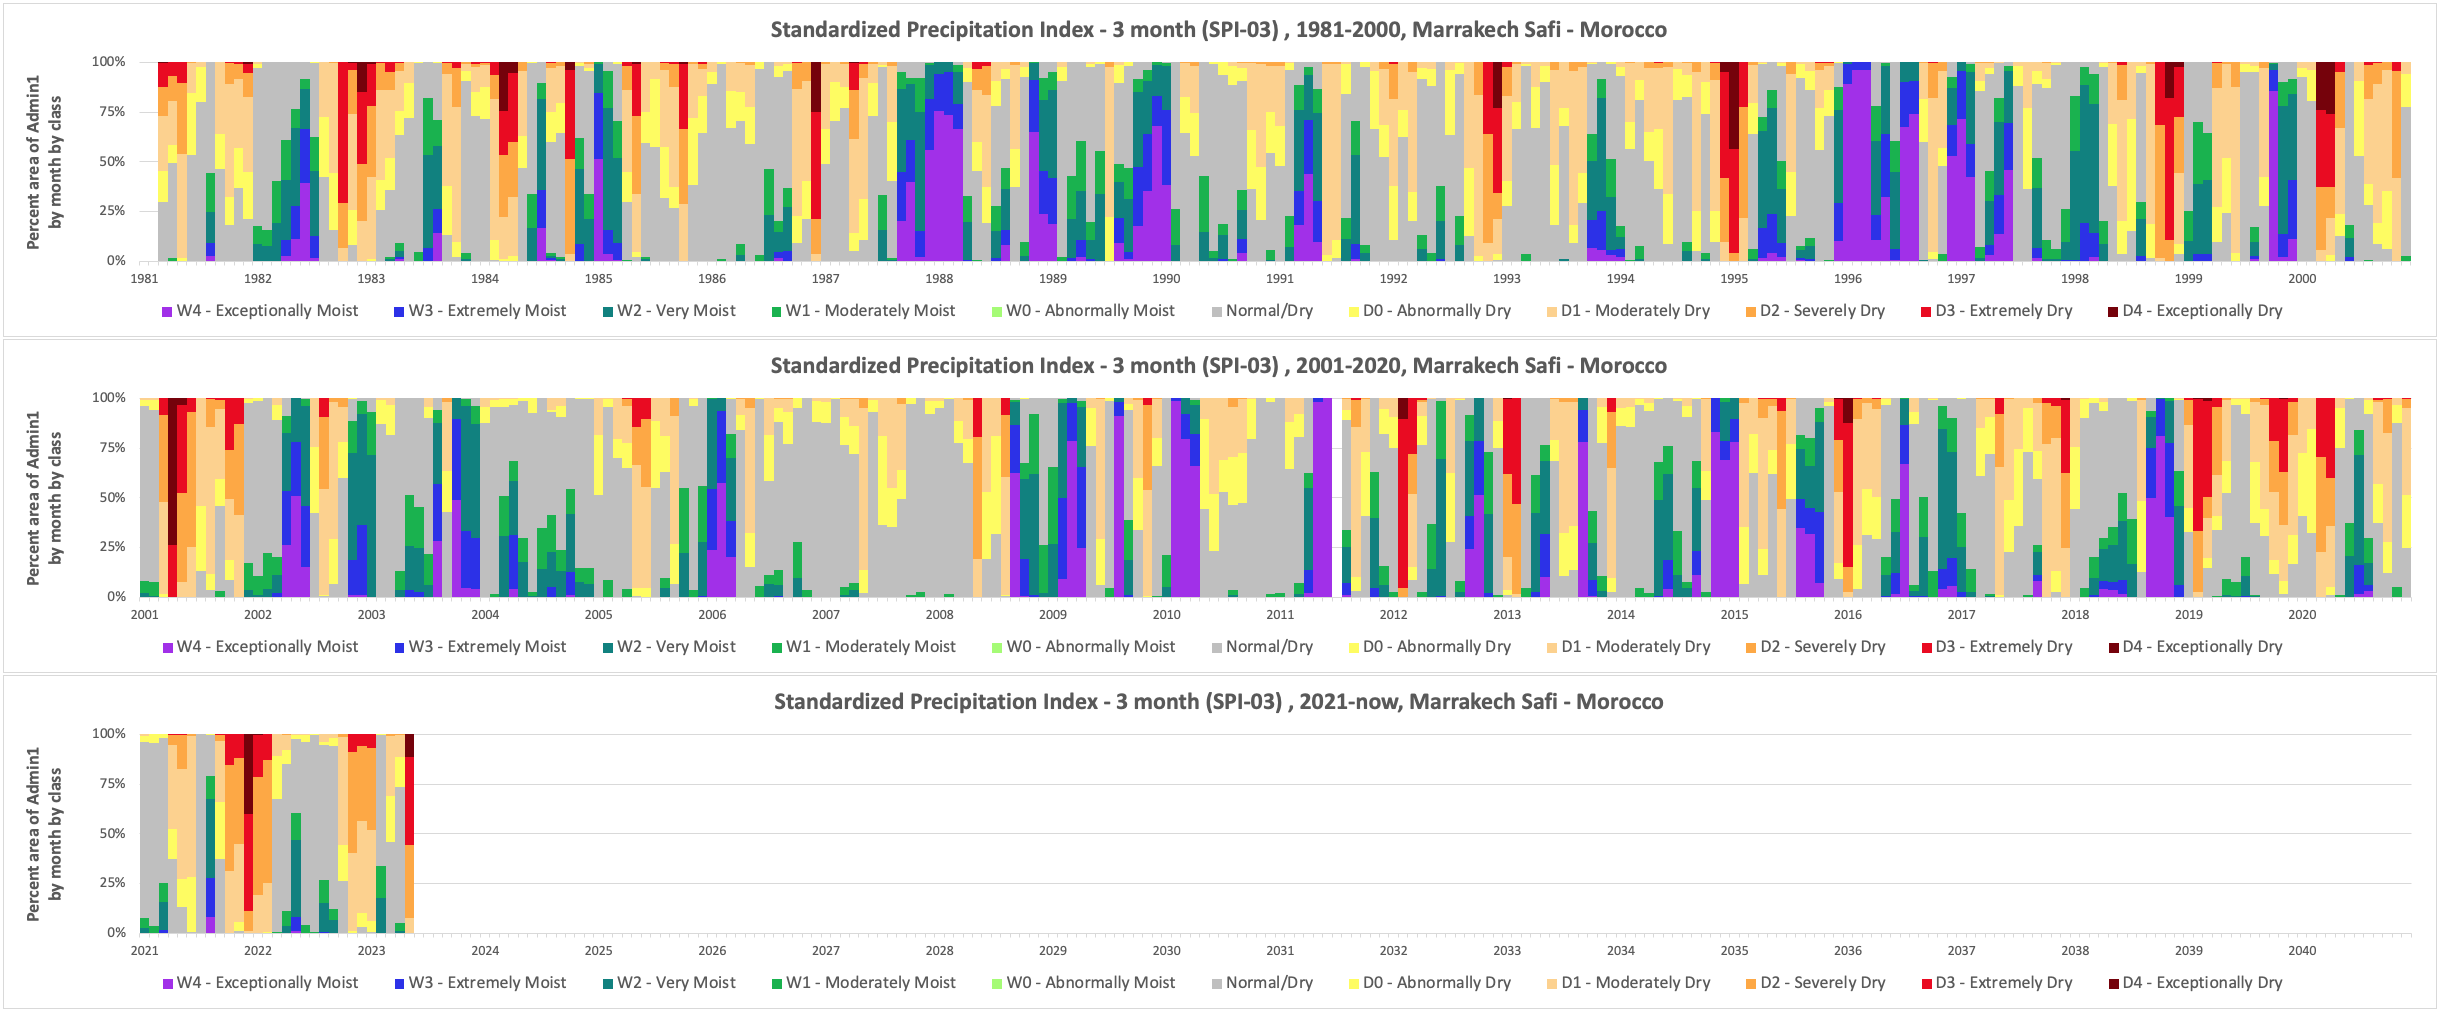 Standardized Precipitation Index - 3 month (SPI-03) , 1981-2000, Marrakech Safi - Morocco
Percent area of Admin1
by month by class
100%
75%
50%
25%
0%
1981 1982 1983 1984 1985 1986 1987 1988 1989 1990 1991 1992 1993 1994 1995 1996 1997 1998 1999 2000
W4 - Exceptionally Moist W3 - Extremely Moist W2 - Very Moist W1 - Moderately Moist W0 - Abnormally Moist Normal/Dry D0 - Abnormally Dry D1 - Moderately Dry D2 - Severely Dry D3 - Extremely Dry D4 - Exceptionally Dry
Standardized Precipitation Index - 3 month (SPI-03) , 2001-2020, Marrakech Safi - Morocco
Percent area of Admin1
by month by class
100%
75%
50%
25%
0%
2001 2002 2003 2004 2005 2006 2007 2008 2009 2010 2011 2012 2013 2014 2015 2016 2017 2018 2019 2020
W4 - Exceptionally Moist W3 - Extremely Moist W2 - Very Moist W1 - Moderately Moist W0 - Abnormally Moist Normal/Dry D0 - Abnormally Dry D1 - Moderately Dry D2 - Severely Dry D3 - Extremely Dry D4 - Exceptionally Dry
Standardized Precipitation Index - 3 month (SPI-03) , 2021-now, Marrakech Safi - Morocco
Percent area of Admin1
by month by class
100%
75%
50%
25%
0%
2021 2022 2023 2024 2025 2026 2027 2028 2029 2030 2031 2032 2033 2034 2035 2036 2037 2038 2039 2040
W4 - Exceptionally Moist W3 - Extremely Moist W2 - Very Moist W1 - Moderately Moist W0 - Abnormally Moist Normal/Dry D0 - Abnormally Dry D1 - Moderately Dry D2 - Severely Dry D3 - Extremely Dry D4 - Exceptionally Dry